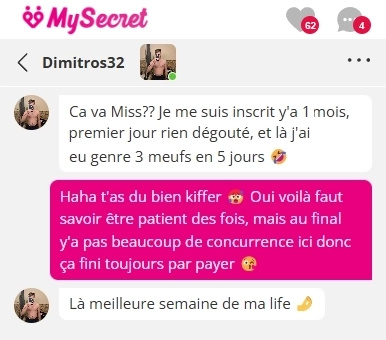 MySecret
62
4
Dimitros32
Ca va Miss?? Je me suis inscrit y'a 1 mois,
premier jour rien dégouté, et là j'ai
eu genre 3 meufs en 5 jours 🤣
Haha t'as du bien kiffer 🎅 Oui voilà faut
savoir être patient des fois, mais au final
y'a pas beaucoup de concurrence ici donc
ça fini toujours par payer 😘
Là meilleure semaine de ma life 🤌